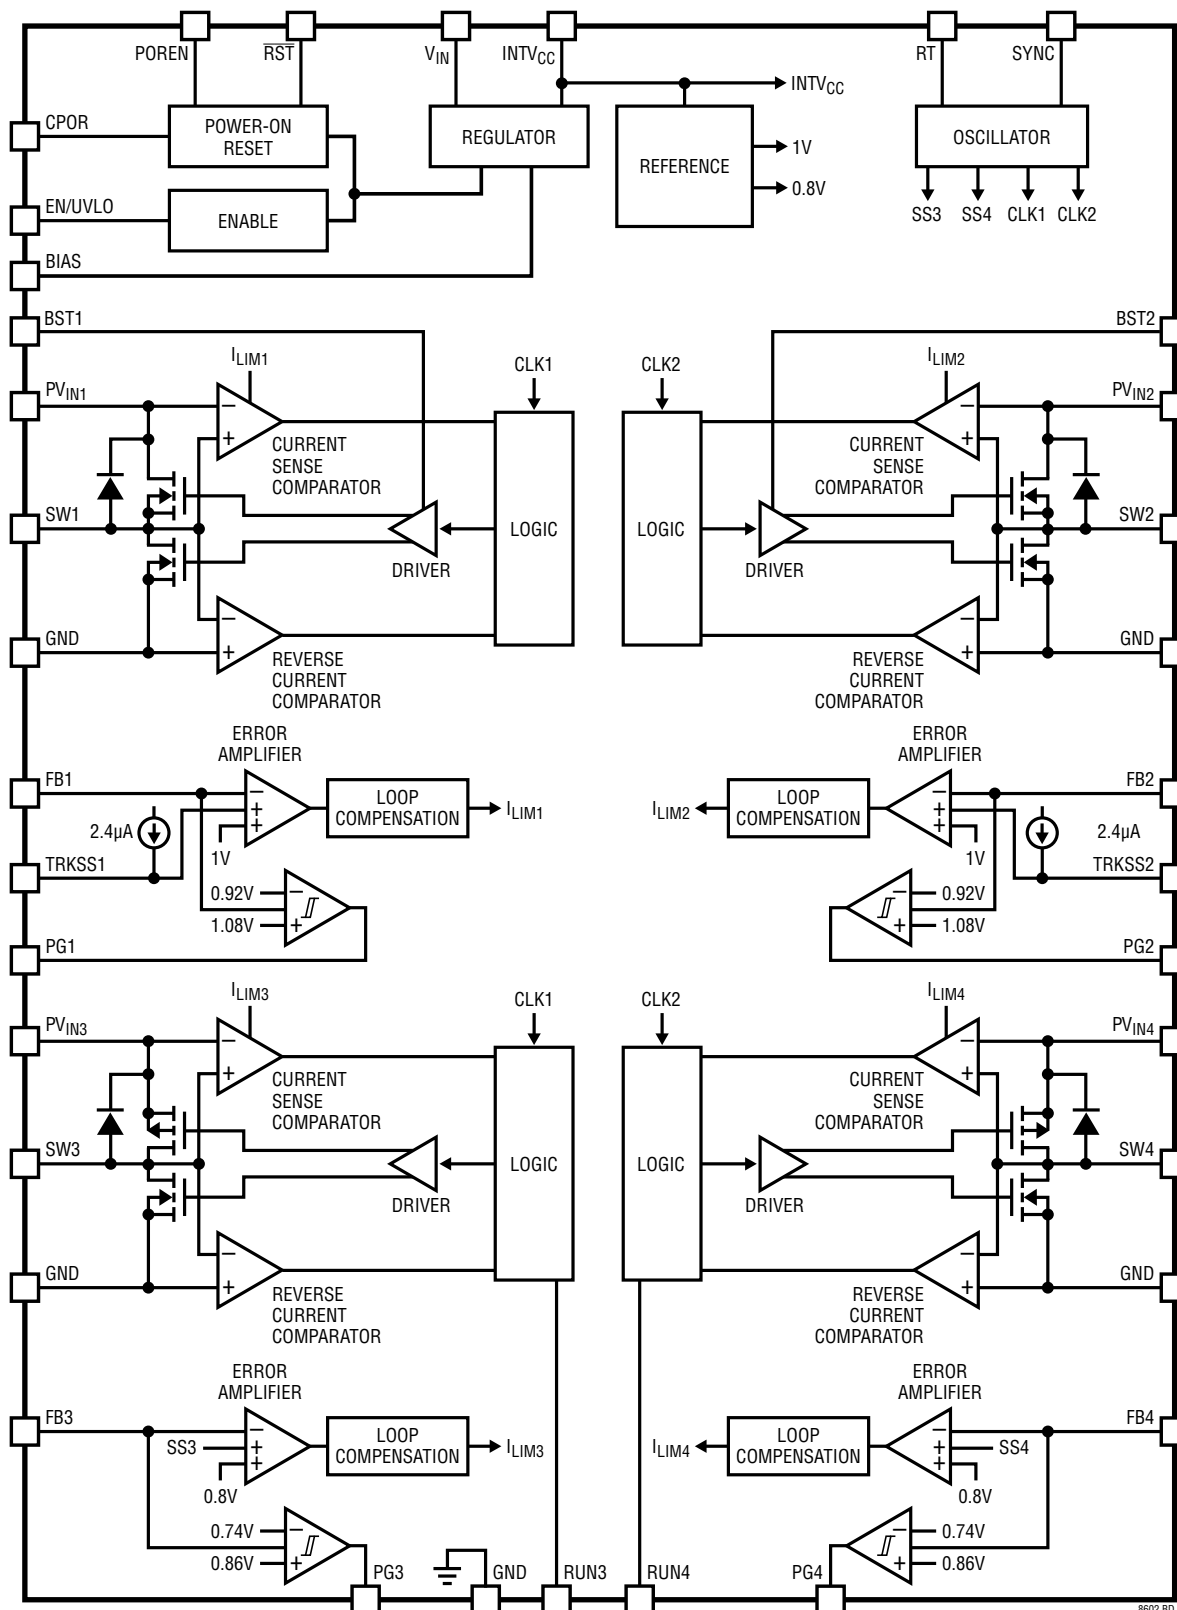 POREN
RST
VIN
INTVCC
RT
SYNC
INTVCC
CPOR
POWER-ON
RESET
REGULATOR
REFERENCE
1V
0.8V
OSCILLATOR
EN/UVLO
ENABLE
SS3 SS4 CLK1 CLK2
BIAS
BST1
ILIM1
CLK1
PVIN1
−
+
CURRENT
SENSE
COMPARATOR
SW1
LOGIC
DRIVER
GND
−
+
REVERSE
CURRENT
COMPARATOR
BST2
ILIM2
CLK2
PVIN2
−
+
CURRENT
SENSE
COMPARATOR
SW2
LOGIC
DRIVER
GND
−
+
REVERSE
CURRENT
COMPARATOR
ERROR
AMPLIFIER
FB1
−
+
+
LOOP
COMPENSATION
ILIM1
2.4µA
1V
TRKSS1
0.92V
−
1.08V
+
PG1
ERROR
AMPLIFIER
FB2
−
+
+
LOOP
COMPENSATION
ILIM2
2.4µA
1V
TRKSS2
−
0.92V
+
1.08V
PG2
ILIM3
CLK1
PVIN3
−
+
CURRENT
SENSE
COMPARATOR
SW3
LOGIC
DRIVER
GND
−
+
REVERSE
CURRENT
COMPARATOR
ILIM4
CLK2
PVIN4
−
+
CURRENT
SENSE
COMPARATOR
SW4
LOGIC
DRIVER
GND
−
+
REVERSE
CURRENT
COMPARATOR
ERROR
AMPLIFIER
FB3
−
SS3
+
+
LOOP
COMPENSATION
ILIM3
0.8V
0.74V
−
0.86V
+
PG3
ERROR
AMPLIFIER
FB4
−
+
SS4
+
LOOP
COMPENSATION
ILIM4
0.8V
−
0.74V
+
0.86V
PG4
GND
RUN3
RUN4
8602 BD